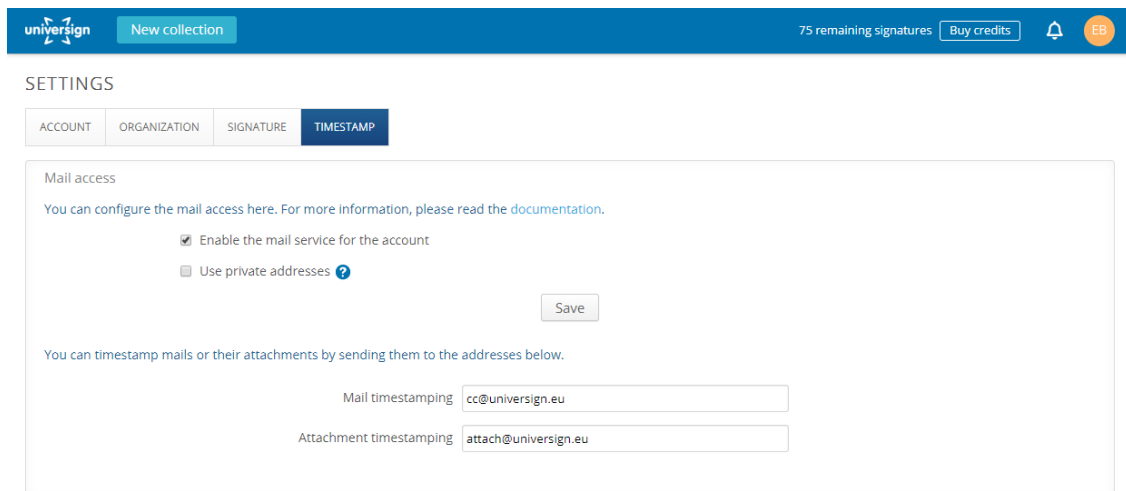 universign New collection 75 remaining signatures Buy credits EB
SETTINGS
ACCOUNT ORGANIZATION SIGNATURE TIMESTAMP
Mail access
You can configure the mail access here. For more information, please read the documentation.
Enable the mail service for the account
Use private addresses ?
Save
You can timestamp mails or their attachments by sending them to the addresses below.
Mail timestamping cc@universign.eu
Attachment timestamping attach@universign.eu